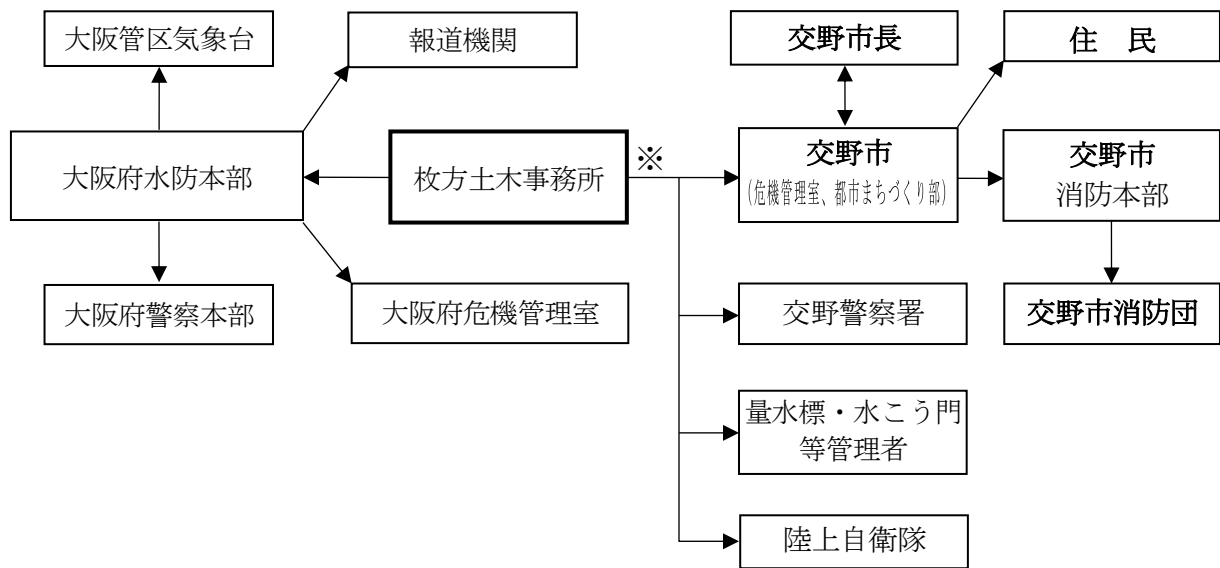 大阪管区気象台
報道機関
交野市長
住　民
大阪府水防本部
枚方土木事務所
※
交野市
(危機管理室、都市まちづくり部)
交野市
消防本部
大阪府警察本部
大阪府危機管理室
交野警察署
交野市消防団
量水標・水こう門
等管理者
陸上自衛隊